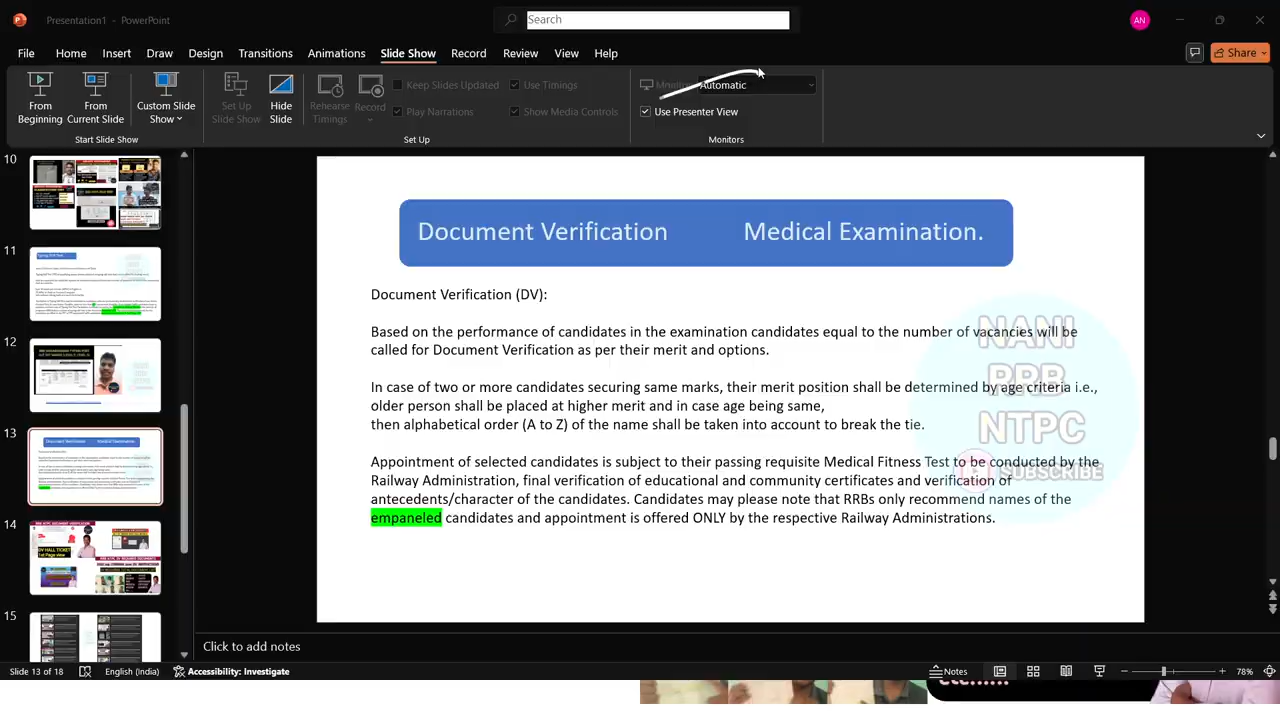 Presentation1 - PowerPoint
Search
AN
File Home Insert Draw Design Transitions Animations Slide Show Record Review View Help
Share
From Beginning
From Current Slide
Custom Slide Show
Set Up Slide Show
Hide Slide
Rehearse Timings
Record
Keep Slides Updated
Use Timings
Play Narrations
Show Media Controls
Automatic
Use Presenter View
Start Slide Show
Set Up
Monitors
10
11
12
13
14
15
Document Verification Medical Examination.
Document Verification (DV):
Based on the performance of candidates in the examination candidates equal to the number of vacancies will be
called for Document Verification as per their merit and options.
In case of two or more candidates securing same marks, their merit position shall be determined by age criteria i.e.,
older person shall be placed at higher merit and in case age being same,
then alphabetical order (A to Z) of the name shall be taken into account to break the tie.
Appointment of selected candidates is subject to their passing requisite Medical Fitness Test to be conducted by the
Railway Administration, final verification of educational and community certificates and verification of
antecedents/character of the candidates. Candidates may please note that RRBs only recommend names of the
empaneled candidates and appointment is offered ONLY by the respective Railway Administrations.
NANI
RRB
NTPC
SUBSCRIBE
Click to add notes
Slide 13 of 18 English (India) Accessibility: Investigate Notes 78%